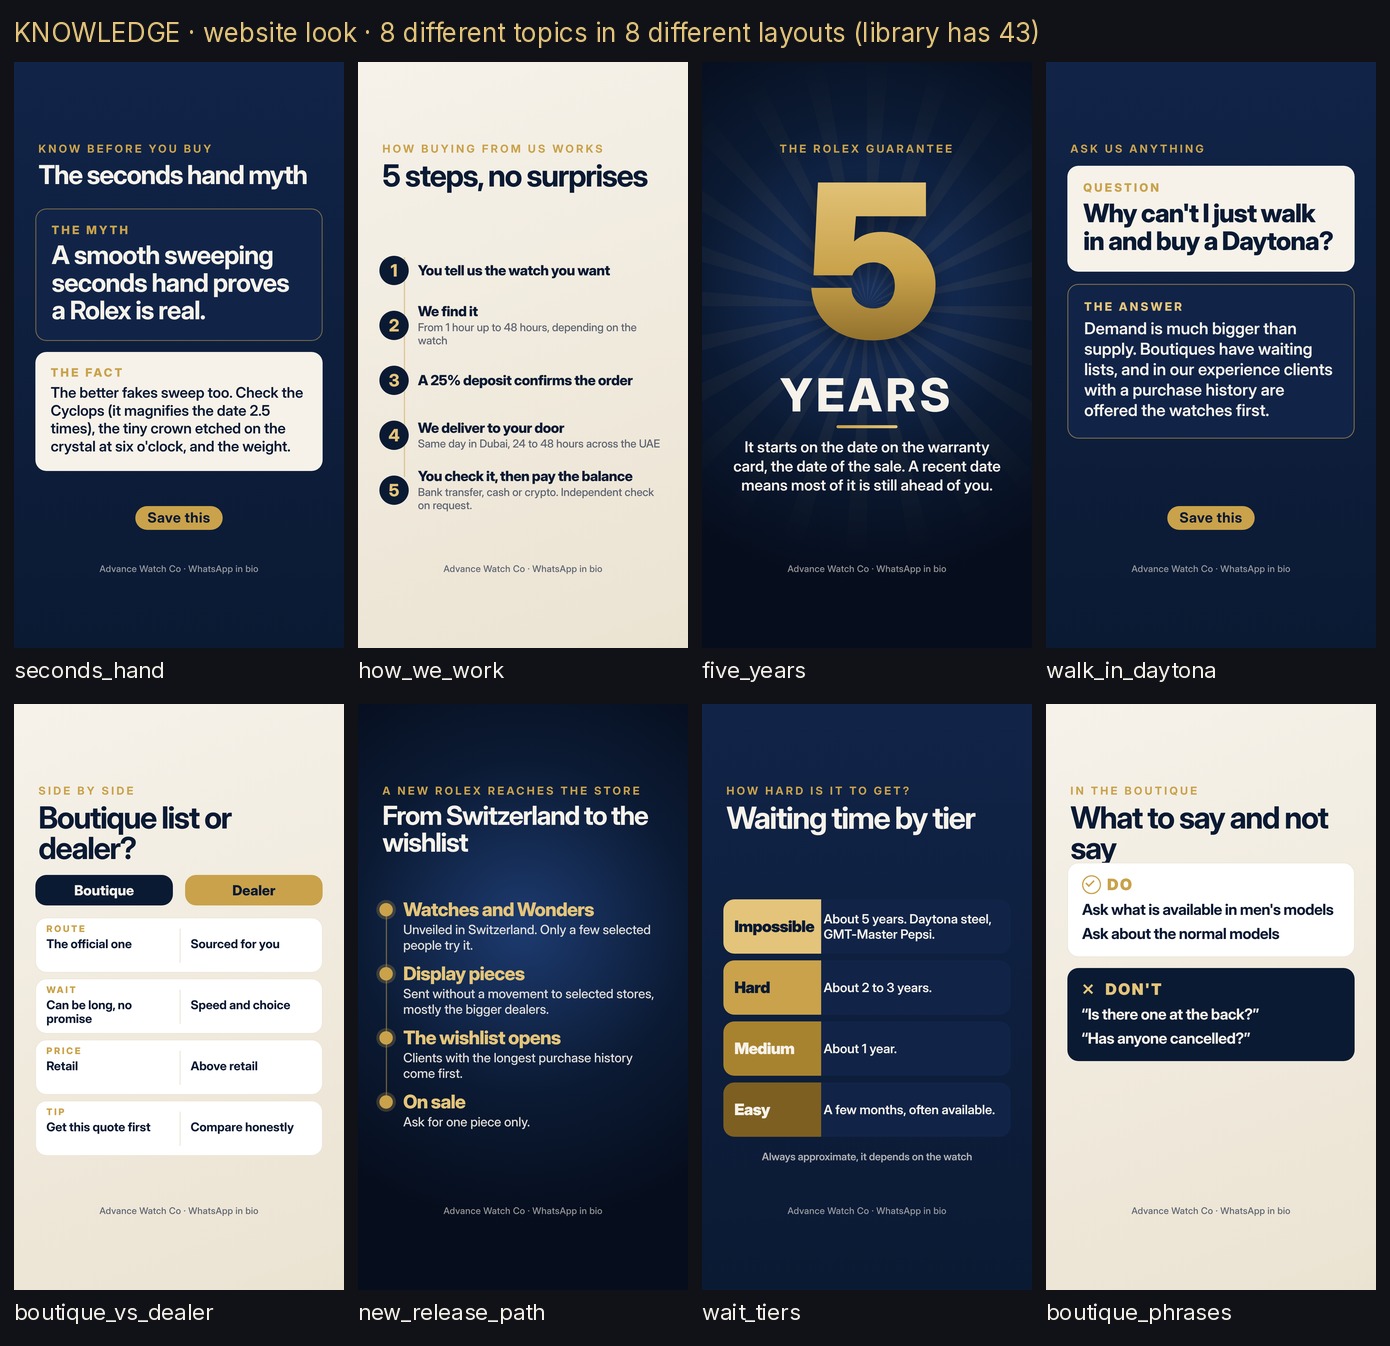 KNOWLEDGE · website look · 8 different topics in 8 different layouts (library has 43)
KNOW BEFORE YOU BUY
The seconds hand myth
THE MYTH
A smooth sweeping
seconds hand proves
a Rolex is real.
THE FACT
The better fakes sweep too. Check the
Cyclops (it magnifies the date 2.5
times), the tiny crown etched on the
crystal at six o'clock, and the weight.
Save this
Advance Watch Co · WhatsApp in bio
seconds_hand
HOW BUYING FROM US WORKS
5 steps, no surprises
1 You tell us the watch you want
2 We find it
From 1 hour up to 48 hours, depending on the
watch
3 A 25% deposit confirms the order
4 We deliver to your door
Same day in Dubai, 24 to 48 hours across the UAE
5 You check it, then pay the balance
Bank transfer, cash or crypto. Independent check
on request.
Advance Watch Co · WhatsApp in bio
how_we_work
THE ROLEX GUARANTEE
5
YEARS
It starts on the date on the warranty
card, the date of the sale. A recent date
means most of it is still ahead of you.
Advance Watch Co · WhatsApp in bio
five_years
ASK US ANYTHING
QUESTION
Why can't I just walk
in and buy a Daytona?
THE ANSWER
Demand is much bigger than
supply. Boutiques have waiting
lists, and in our experience clients
with a purchase history are
offered the watches first.
Save this
Advance Watch Co · WhatsApp in bio
walk_in_daytona
SIDE BY SIDE
Boutique list or
dealer?
Boutique Dealer
ROUTE
The official one Sourced for you
WAIT
Can be long, no
promise
Speed and choice
PRICE
Retail Above retail
TIP
Get this quote first Compare honestly
Advance Watch Co · WhatsApp in bio
boutique_vs_dealer
A NEW ROLEX REACHES THE STORE
From Switzerland to the
wishlist
Watches and Wonders
Unveiled in Switzerland. Only a few selected
people try it.
Display pieces
Sent without a movement to selected stores,
mostly the bigger dealers.
The wishlist opens
Clients with the longest purchase history
come first.
On sale
Ask for one piece only.
Advance Watch Co · WhatsApp in bio
new_release_path
HOW HARD IS IT TO GET?
Waiting time by tier
Impossible
About 5 years. Daytona steel,
GMT-Master Pepsi.
Hard About 2 to 3 years.
Medium About 1 year.
Easy A few months, often available.
Always approximate, it depends on the watch
Advance Watch Co · WhatsApp in bio
wait_tiers
IN THE BOUTIQUE
What to say and not
say
DO
Ask what is available in men's models
Ask about the normal models
× DON'T
“Is there one at the back?”
“Has anyone cancelled?”
Advance Watch Co · WhatsApp in bio
boutique_phrases